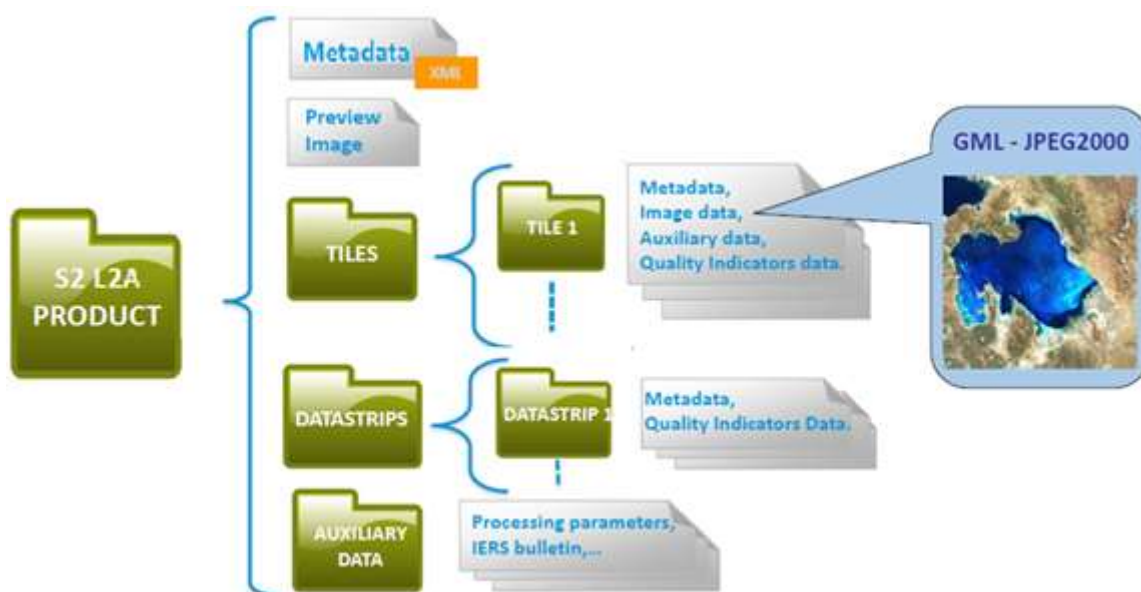 Metadata
XML
Preview
Image
S2 L2A
PRODUCT
TILES
TILE 1
Metadata,
Image data,
Auxiliary data,
Quality Indicators data.
GML - JPEG2000
DATASTRIPS
DATASTRIP 1
Metadata,
Quality Indicators Data.
AUXILIARY
DATA
Processing parameters,
IERS bulletin,...